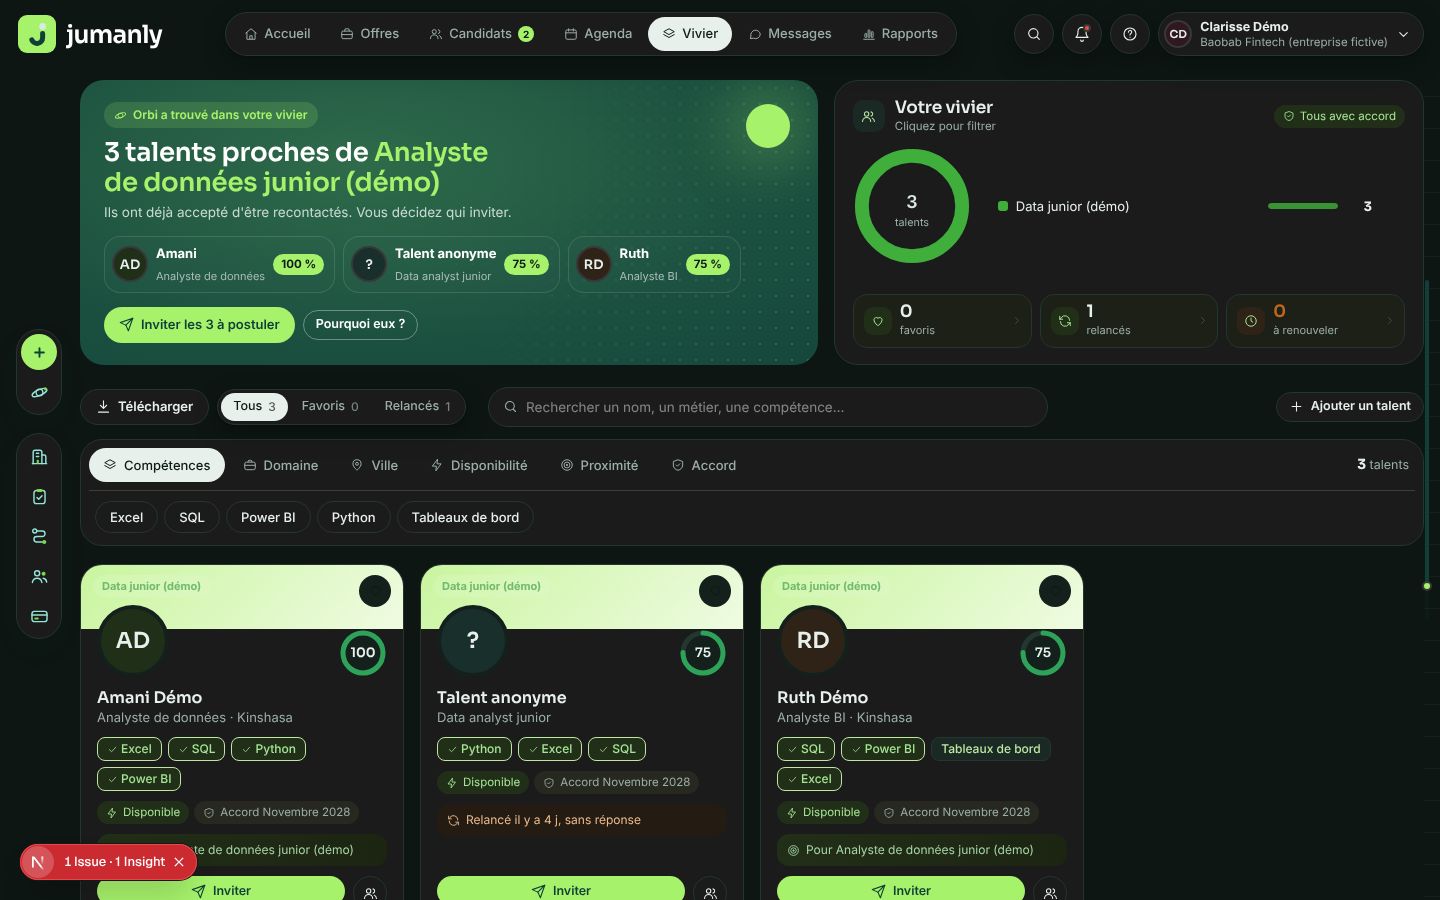 jumanly
Accueil
Offres
Candidats 2
Agenda
Vivier
Messages
Rapports
CD
Clarisse Démo
Baobab Fintech (entreprise fictive)
Orbi a trouvé dans votre vivier
3 talents proches de Analyste
de données junior (démo)
Ils ont déjà accepté d'être recontactés. Vous décidez qui inviter.
AD
Amani
Analyste de données
100 %
?
Talent anonyme
Data analyst junior
75 %
RD
Ruth
Analyste BI
75 %
Inviter les 3 à postuler
Pourquoi eux ?
Votre vivier
Cliquez pour filtrer
Tous avec accord
3
talents
Data junior (démo)
3
0
favoris
1
relancés
0
à renouveler
Télécharger
Tous 3
Favoris 0
Relancés 1
Rechercher un nom, un métier, une compétence...
Ajouter un talent
Compétences
Domaine
Ville
Disponibilité
Proximité
Accord
3 talents
Excel
SQL
Power BI
Python
Tableaux de bord
Data junior (démo)
AD
100
Amani Démo
Analyste de données · Kinshasa
Excel
SQL
Python
Power BI
Disponible
Accord Novembre 2028
te de données junior (démo)
Inviter
Data junior (démo)
?
75
Talent anonyme
Data analyst junior
Python
Excel
SQL
Disponible
Accord Novembre 2028
Relancé il y a 4 j, sans réponse
Inviter
Data junior (démo)
RD
75
Ruth Démo
Analyste BI · Kinshasa
SQL
Power BI
Tableaux de bord
Excel
Disponible
Accord Novembre 2028
Pour Analyste de données junior (démo)
Inviter
N
1 Issue · 1 Insight